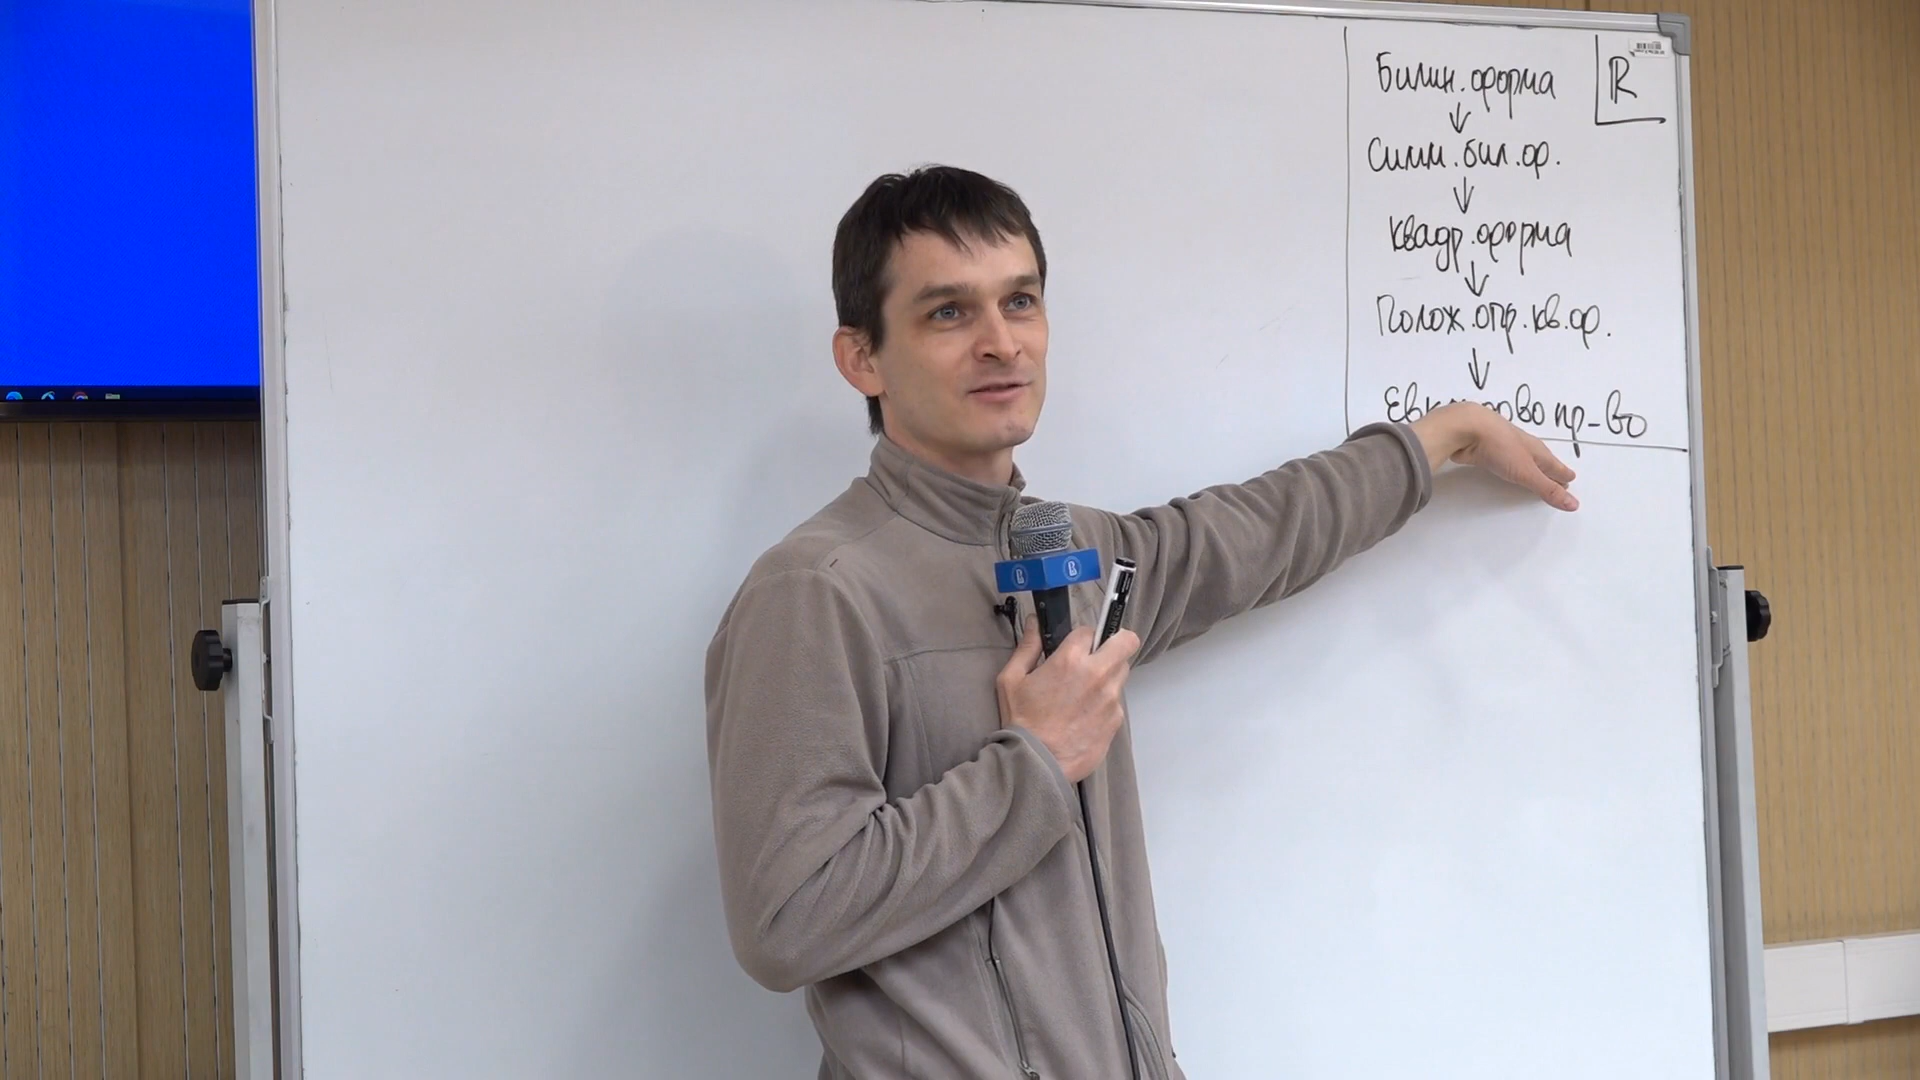 Билин. форма
ℝ
Симм. бил. ф.
квадр. форма
Полож. опр. кв. ф.
пр-во